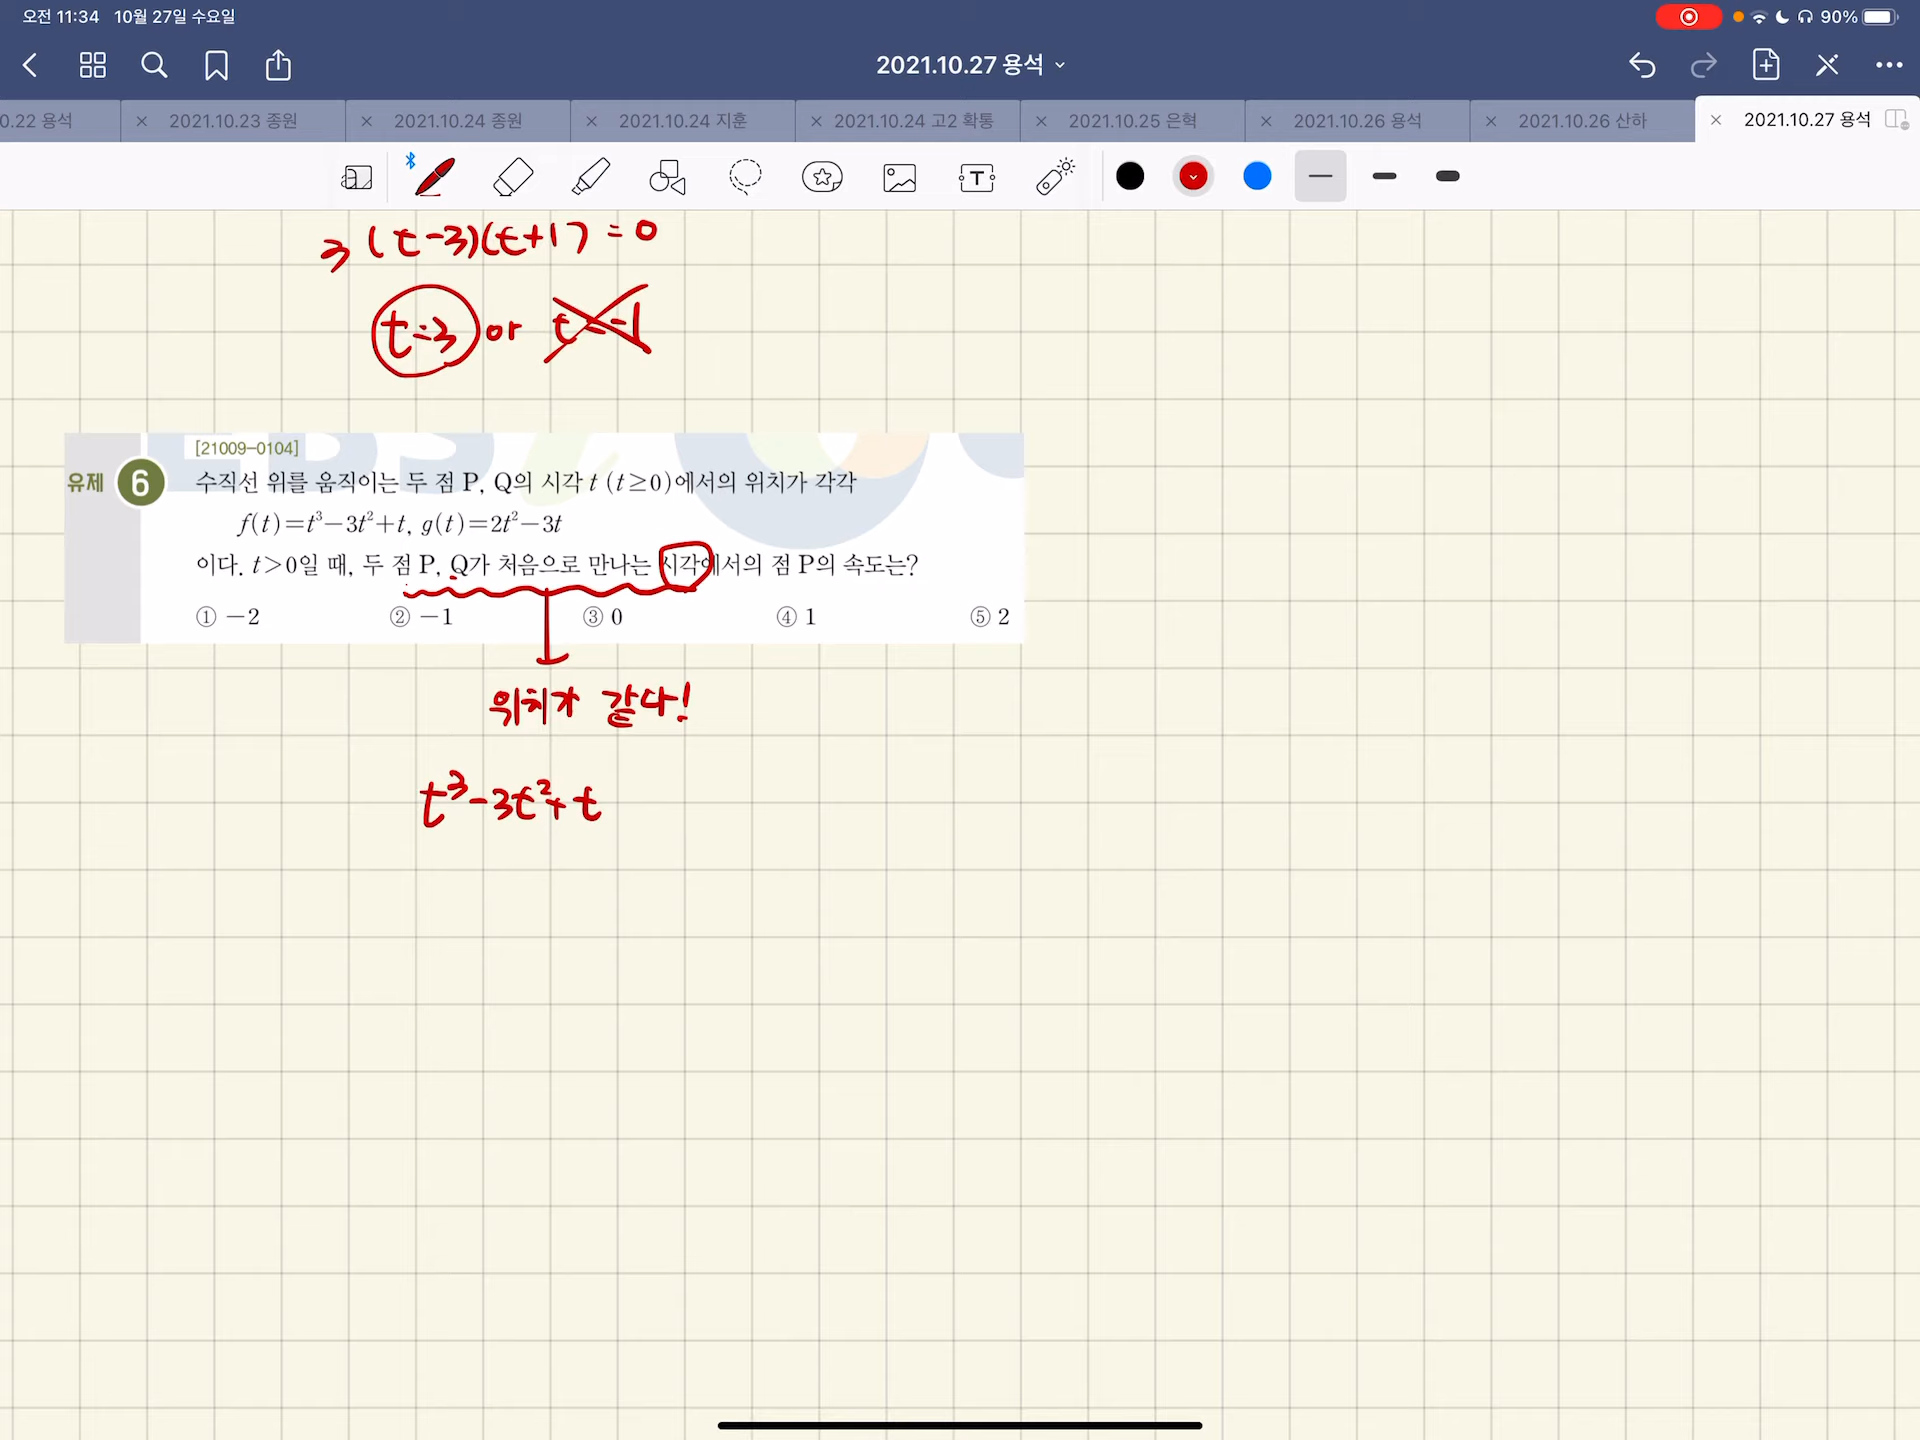 오전 11:34 10월 27일 수요일
90%
2021.10.27 용석
0.22 용석
2021.10.23 종원
2021.10.24 종원
2021.10.24 지훈
2021.10.24 고2 확통
2021.10.25 은혁
2021.10.26 용석
2021.10.26 산하
2021.10.27 용석
⇒ (t-3)(t+1) = 0
t=3 or t=-1
[21009-0104]
유제 6 수직선 위를 움직이는 두 점 P, Q의 시각 t (t≥0)에서의 위치가 각각
f(t)=t³-3t²+t, g(t)=2t²-3t
이다. t>0일 때, 두 점 P, Q가 처음으로 만나는 시각에서의 점 P의 속도는?
① -2 ② -1 ③ 0 ④ 1 ⑤ 2
위치가 같다!
t³-3t²+t